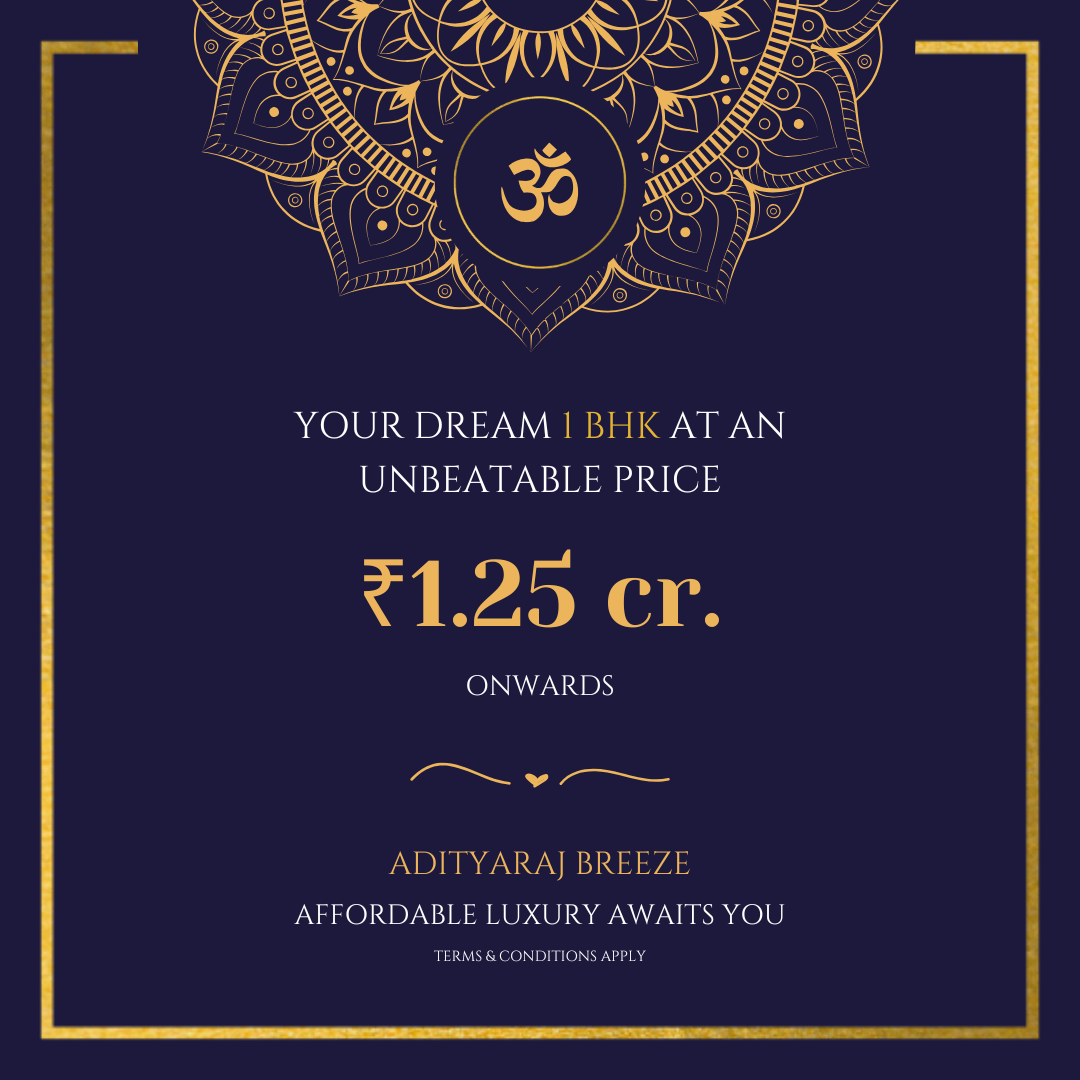 ॐ
YOUR DREAM 1 BHK AT AN
UNBEATABLE PRICE
₹1.25 cr.
ONWARDS
ADITYARAJ BREEZE
AFFORDABLE LUXURY AWAITS YOU
TERMS & CONDITIONS APPLY